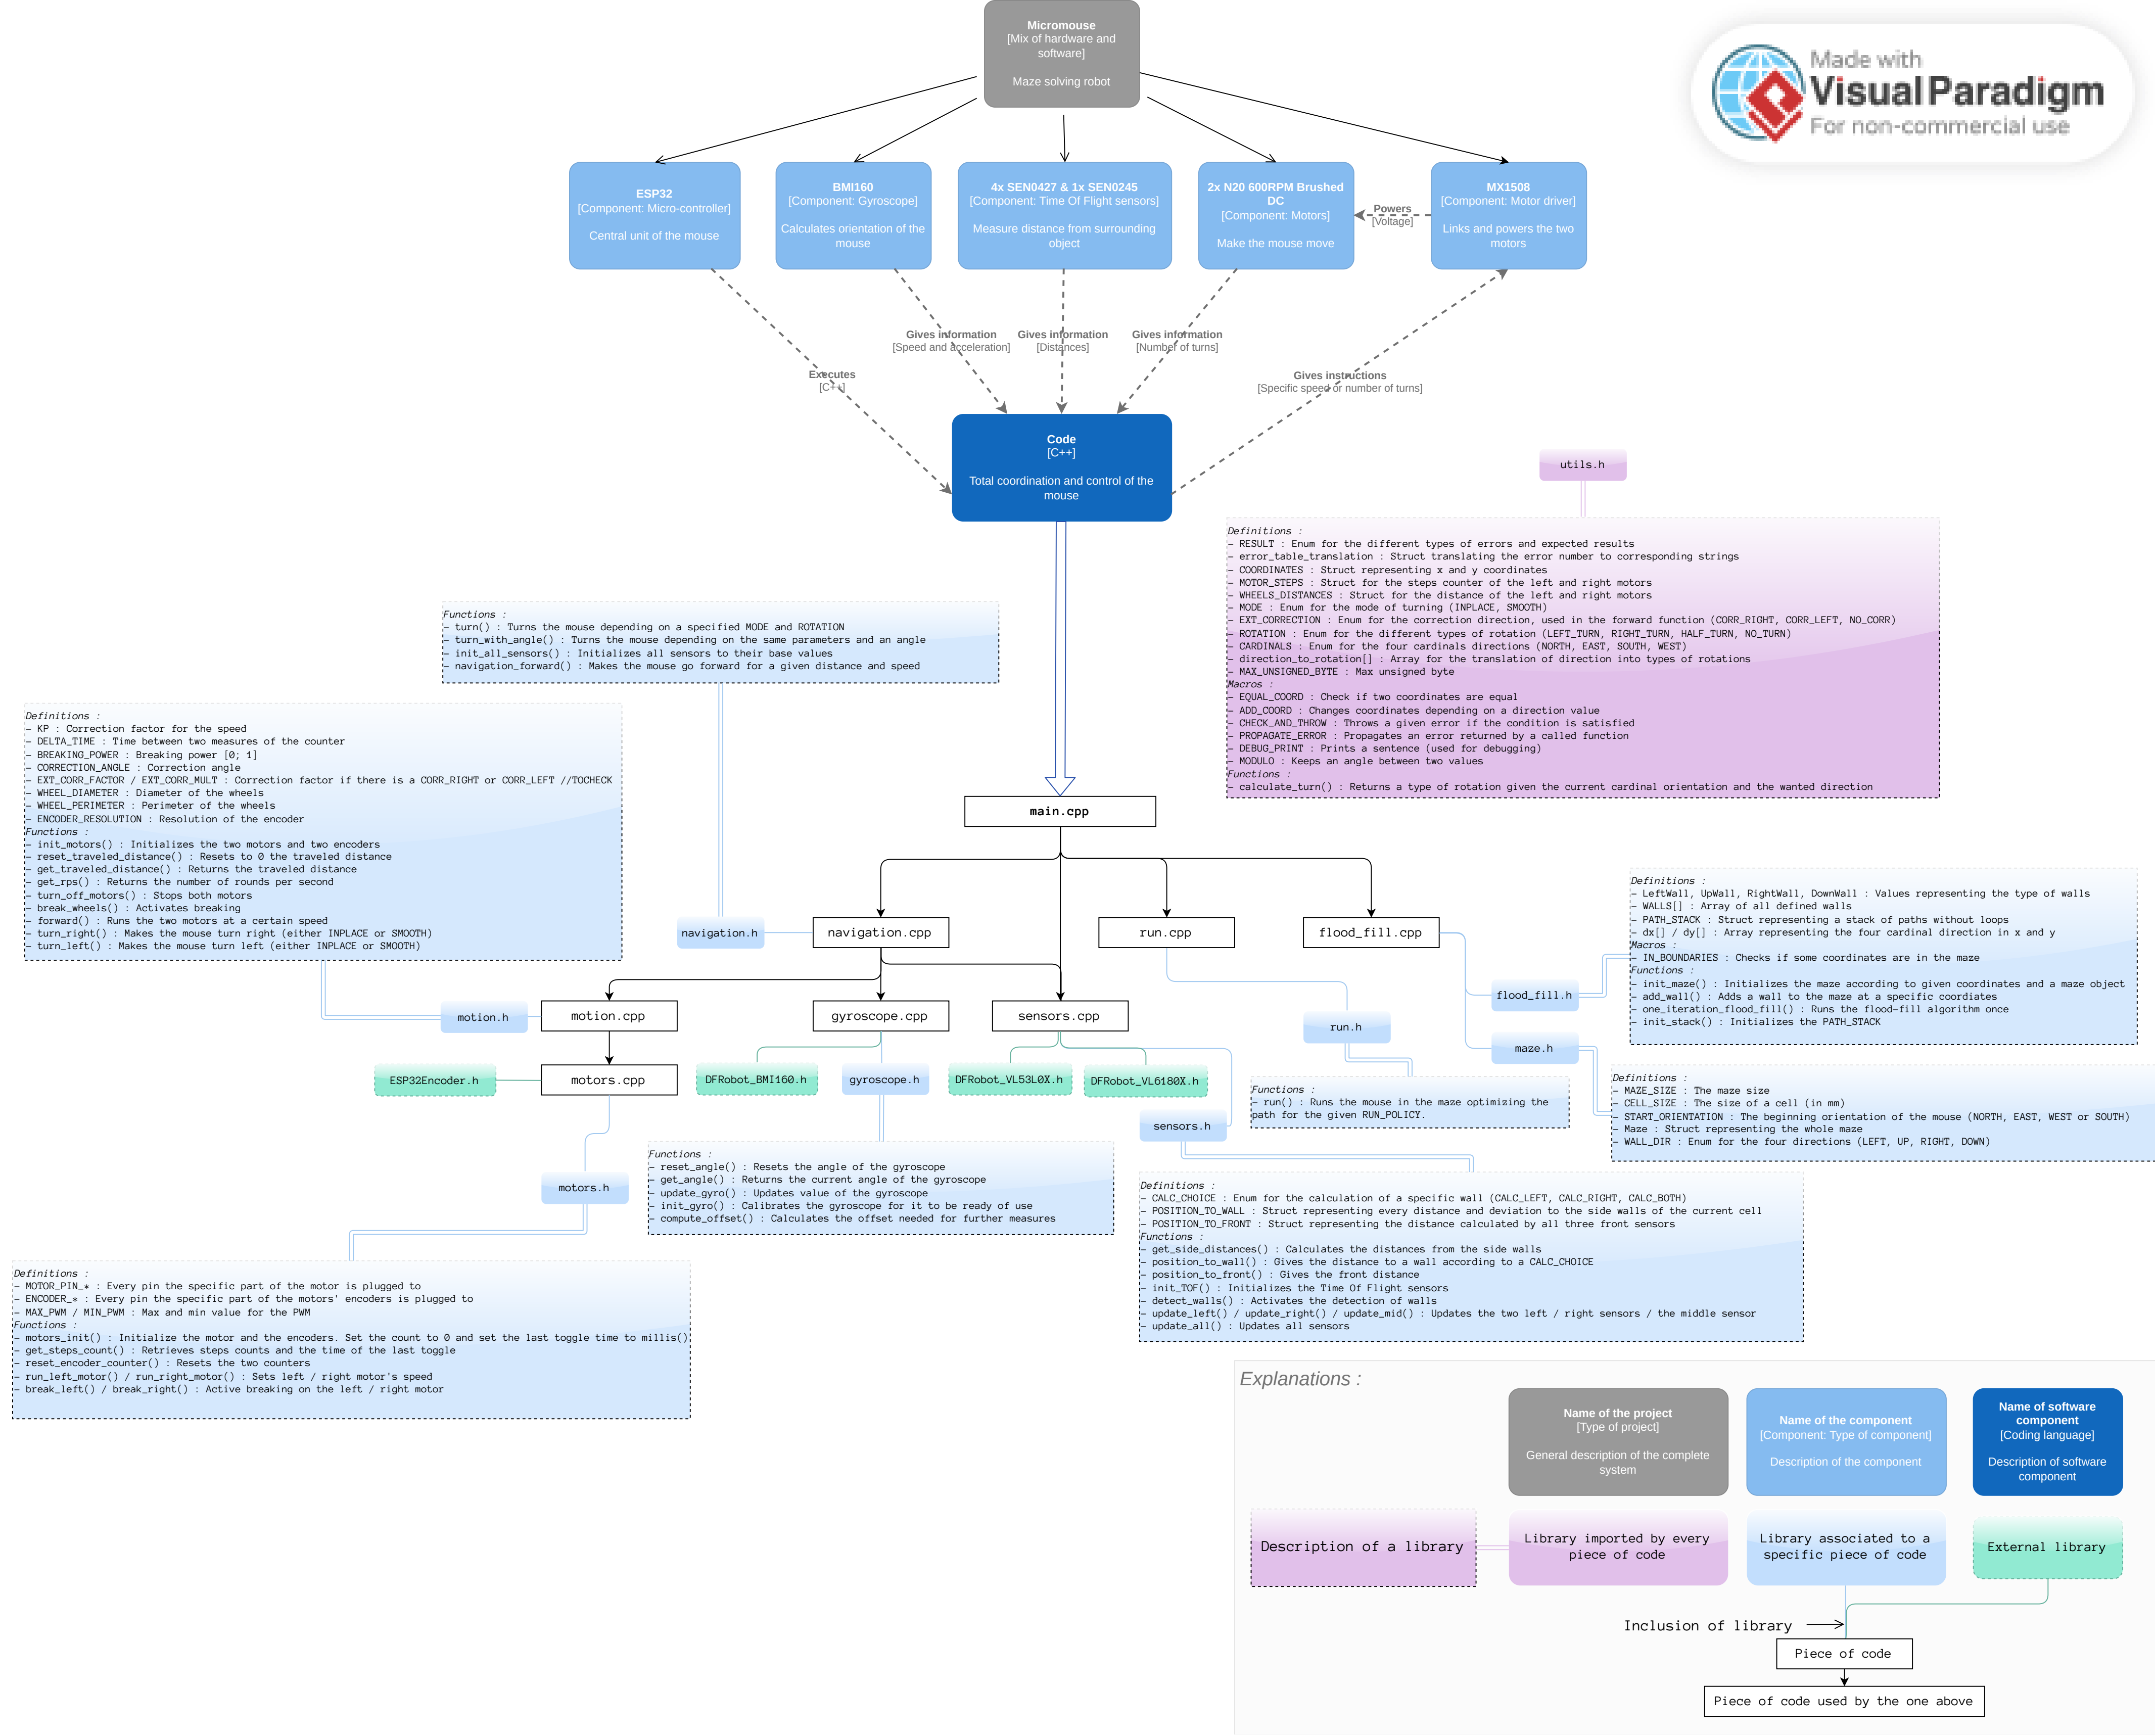 Micromouse
[Mix of hardware and
software]
Maze solving robot
Made with
Visual Paradigm
For non-commercial use
ESP32
[Component: Micro-controller]
Central unit of the mouse
BMI160
[Component: Gyroscope]
Calculates orientation of the
mouse
4x SEN0427 & 1x SEN0245
[Component: Time Of Flight sensors]
Measure distance from surrounding
object
2x N20 600RPM Brushed
DC
[Component: Motors]
Make the mouse move
Powers
[Voltage]
MX1508
[Component: Motor driver]
Links and powers the two
motors
Gives information
[Speed and acceleration]
Gives information
[Distances]
Gives information
[Number of turns]
Executes
[C++]
Gives instructions
[Specific speed or number of turns]
Code
[C++]
Total coordination and control of the
mouse
utils.h
Definitions :
- RESULT : Enum for the different types of errors and expected results
- error_table_translation : Struct translating the error number to corresponding strings
- COORDINATES : Struct representing x and y coordinates
- MOTOR_STEPS : Struct for the steps counter of the left and right motors
- WHEELS_DISTANCES : Struct for the distance of the left and right motors
- MODE : Enum for the mode of turning (INPLACE, SMOOTH)
- EXT_CORRECTION : Enum for the correction direction, used in the forward function (CORR_RIGHT, CORR_LEFT, NO_CORR)
- ROTATION : Enum for the different types of rotation (LEFT_TURN, RIGHT_TURN, HALF_TURN, NO_TURN)
- CARDINALS : Enum for the four cardinals directions (NORTH, EAST, SOUTH, WEST)
- direction_to_rotation[] : Array for the translation of direction into types of rotations
- MAX_UNSIGNED_BYTE : Max unsigned byte
Macros :
- EQUAL_COORD : Check if two coordinates are equal
- ADD_COORD : Changes coordinates depending on a direction value
- CHECK_AND_THROW : Throws a given error if the condition is satisfied
- PROPAGATE_ERROR : Propagates an error returned by a called function
- DEBUG_PRINT : Prints a sentence (used for debugging)
- MODULO : Keeps an angle between two values
Functions :
- calculate_turn() : Returns a type of rotation given the current cardinal orientation and the wanted direction
Functions :
- turn() : Turns the mouse depending on a specified MODE and ROTATION
- turn_with_angle() : Turns the mouse depending on the same parameters and an angle
- init_all_sensors() : Initializes all sensors to their base values
- navigation_forward() : Makes the mouse go forward for a given distance and speed
Definitions :
- KP : Correction factor for the speed
- DELTA_TIME : Time between two measures of the counter
- BREAKING_POWER : Breaking power [0; 1]
- CORRECTION_ANGLE : Correction angle
- EXT_CORR_FACTOR / EXT_CORR_MULT : Correction factor if there is a CORR_RIGHT or CORR_LEFT //TOCHECK
- WHEEL_DIAMETER : Diameter of the wheels
- WHEEL_PERIMETER : Perimeter of the wheels
- ENCODER_RESOLUTION : Resolution of the encoder
Functions :
- init_motors() : Initializes the two motors and two encoders
- reset_traveled_distance() : Resets to 0 the traveled distance
- get_traveled_distance() : Returns the traveled distance
- get_rps() : Returns the number of rounds per second
- turn_off_motors() : Stops both motors
- break_wheels() : Activates breaking
- forward() : Runs the two motors at a certain speed
- turn_right() : Makes the mouse turn right (either INPLACE or SMOOTH)
- turn_left() : Makes the mouse turn left (either INPLACE or SMOOTH)
main.cpp
navigation.h
navigation.cpp
run.cpp
flood_fill.cpp
Definitions :
- LeftWall, UpWall, RightWall, DownWall : Values representing the type of walls
- WALLS[] : Array of all defined walls
- PATH_STACK : Struct representing a stack of paths without loops
- dx[] / dy[] : Array representing the four cardinal direction in x and y
Macros :
- IN_BOUNDARIES : Checks if some coordinates are in the maze
Functions :
- init_maze() : Initializes the maze according to given coordinates and a maze object
- add_wall() : Adds a wall to the maze at a specific coordiates
- one_iteration_flood_fill() : Runs the flood-fill algorithm once
- init_stack() : Initializes the PATH_STACK
flood_fill.h
motion.h
motion.cpp
gyroscope.cpp
sensors.cpp
run.h
maze.h
ESP32Encoder.h
motors.cpp
DFRobot_BMI160.h
gyroscope.h
DFRobot_VL53L0X.h
DFRobot_VL6180X.h
Functions :
- run() : Runs the mouse in the maze optimizing the
path for the given RUN_POLICY.
Definitions :
- MAZE_SIZE : The maze size
- CELL_SIZE : The size of a cell (in mm)
- START_ORIENTATION : The beginning orientation of the mouse (NORTH, EAST, WEST or SOUTH)
- Maze : Struct representing the whole maze
- WALL_DIR : Enum for the four directions (LEFT, UP, RIGHT, DOWN)
sensors.h
motors.h
Functions :
- reset_angle() : Resets the angle of the gyroscope
- get_angle() : Returns the current angle of the gyroscope
- update_gyro() : Updates value of the gyroscope
- init_gyro() : Calibrates the gyroscope for it to be ready of use
- compute_offset() : Calculates the offset needed for further measures
Definitions :
- CALC_CHOICE : Enum for the calculation of a specific wall (CALC_LEFT, CALC_RIGHT, CALC_BOTH)
- POSITION_TO_WALL : Struct representing every distance and deviation to the side walls of the current cell
- POSITION_TO_FRONT : Struct representing the distance calculated by all three front sensors
Functions :
- get_side_distances() : Calculates the distances from the side walls
- position_to_wall() : Gives the distance to a wall according to a CALC_CHOICE
- position_to_front() : Gives the front distance
- init_TOF() : Initializes the Time Of Flight sensors
- detect_walls() : Activates the detection of walls
- update_left() / update_right() / update_mid() : Updates the two left / right sensors / the middle sensor
- update_all() : Updates all sensors
Definitions :
- MOTOR_PIN_* : Every pin the specific part of the motor is plugged to
- ENCODER_* : Every pin the specific part of the motors' encoders is plugged to
- MAX_PWM / MIN_PWM : Max and min value for the PWM
Functions :
- motors_init() : Initialize the motor and the encoders. Set the count to 0 and set the last toggle time to millis()
- get_steps_count() : Retrieves steps counts and the time of the last toggle
- reset_encoder_counter() : Resets the two counters
- run_left_motor() / run_right_motor() : Sets left / right motor's speed
- break_left() / break_right() : Active breaking on the left / right motor
Explanations :
Name of the project
[Type of project]
General description of the complete
system
Name of the component
[Component: Type of component]
Description of the component
Name of software
component
[Coding language]
Description of software
component
Description of a library
Library imported by every
piece of code
Library associated to a
specific piece of code
External library
Inclusion of library
Piece of code
Piece of code used by the one above